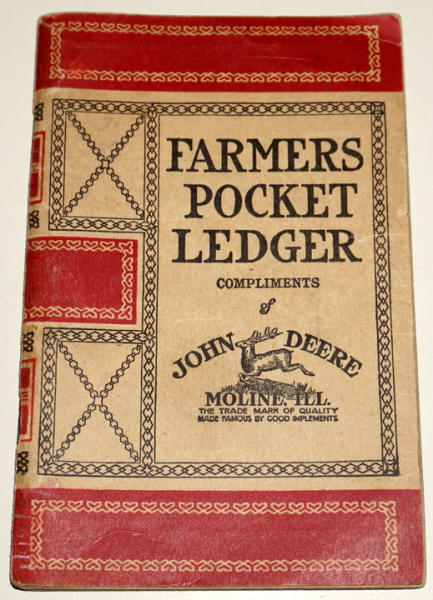 FARMERS
POCKET
LEDGER
COMPLIMENTS
of
JOHN DEERE
MOLINE, ILL.
THE TRADE MARK OF QUALITY
MADE FAMOUS BY GOOD IMPLEMENTS